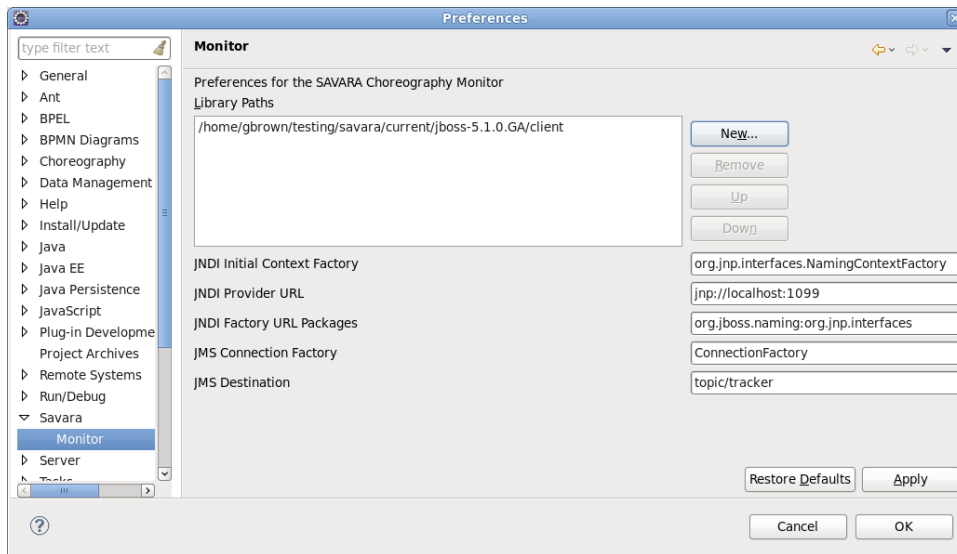 Preferences
type filter text
General
Ant
BPEL
BPMN Diagrams
Choreography
Data Management
Help
Install/Update
Java
Java EE
Java Persistence
JavaScript
Plug-in Developme
Project Archives
Remote Systems
Run/Debug
Savara
Monitor
Server
Tasks
Monitor
Preferences for the SAVARA Choreography Monitor
Library Paths
/home/gbrown/testing/savara/current/jboss-5.1.0.GA/client
New...
Remove
Up
Down
JNDI Initial Context Factory org.jnp.interfaces.NamingContextFactory
JNDI Provider URL jnp://localhost:1099
JNDI Factory URL Packages org.jboss.naming:org.jnp.interfaces
JMS Connection Factory ConnectionFactory
JMS Destination topic/tracker
Restore Defaults Apply
? Cancel OK